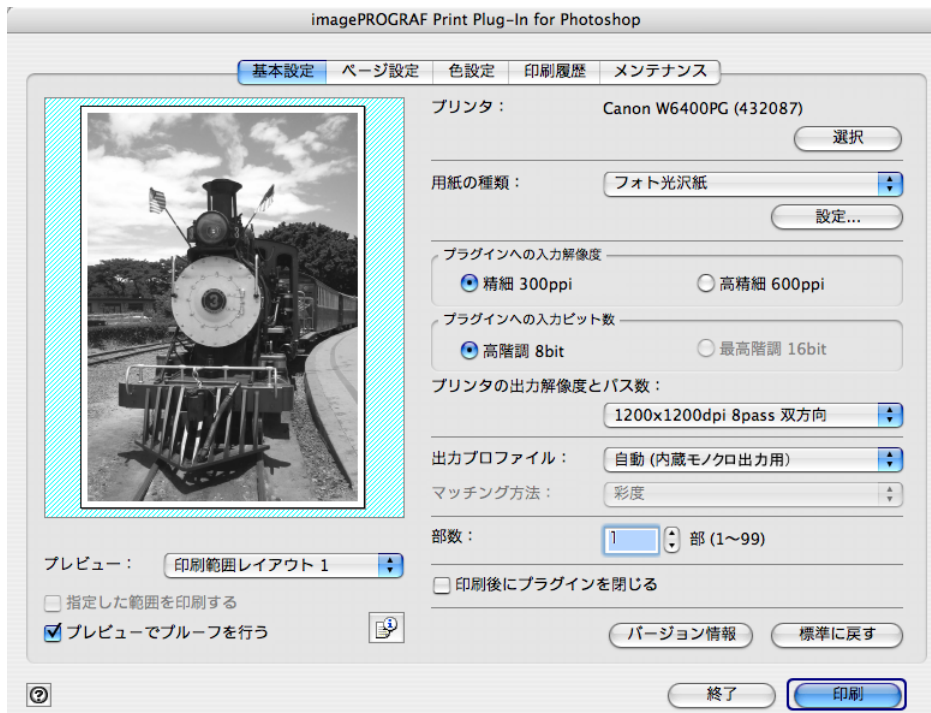 imagePROGRAF Print Plug-In for Photoshop
基本設定 ページ設定 色設定 印刷履歴 メンテナンス
プリンタ： Canon W6400PG (432087)
選択
用紙の種類： フォト光沢紙
設定...
プラグインへの入力解像度
精細 300ppi 高精細 600ppi
プラグインへの入力ビット数
高階調 8bit 最高階調 16bit
プリンタの出力解像度とパス数：
1200x1200dpi 8pass 双方向
出力プロファイル： 自動 (内蔵モノクロ出力用)
マッチング方法： 彩度
部数： 1 部 (1〜99)
印刷後にプラグインを閉じる
バージョン情報 標準に戻す
3
プレビュー： 印刷範囲レイアウト 1
指定した範囲を印刷する
プレビューでプルーフを行う
? 終了 印刷